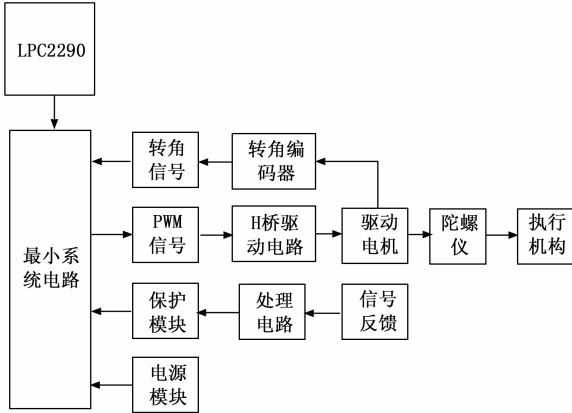 LPC2290
转角
信号
转角编
码器
PWM
信号
H桥驱
动电路
驱动
电机
陀螺
仪
执行
机构
最小系
统电路
保护
模块
处理
电路
信号
反馈
电源
模块